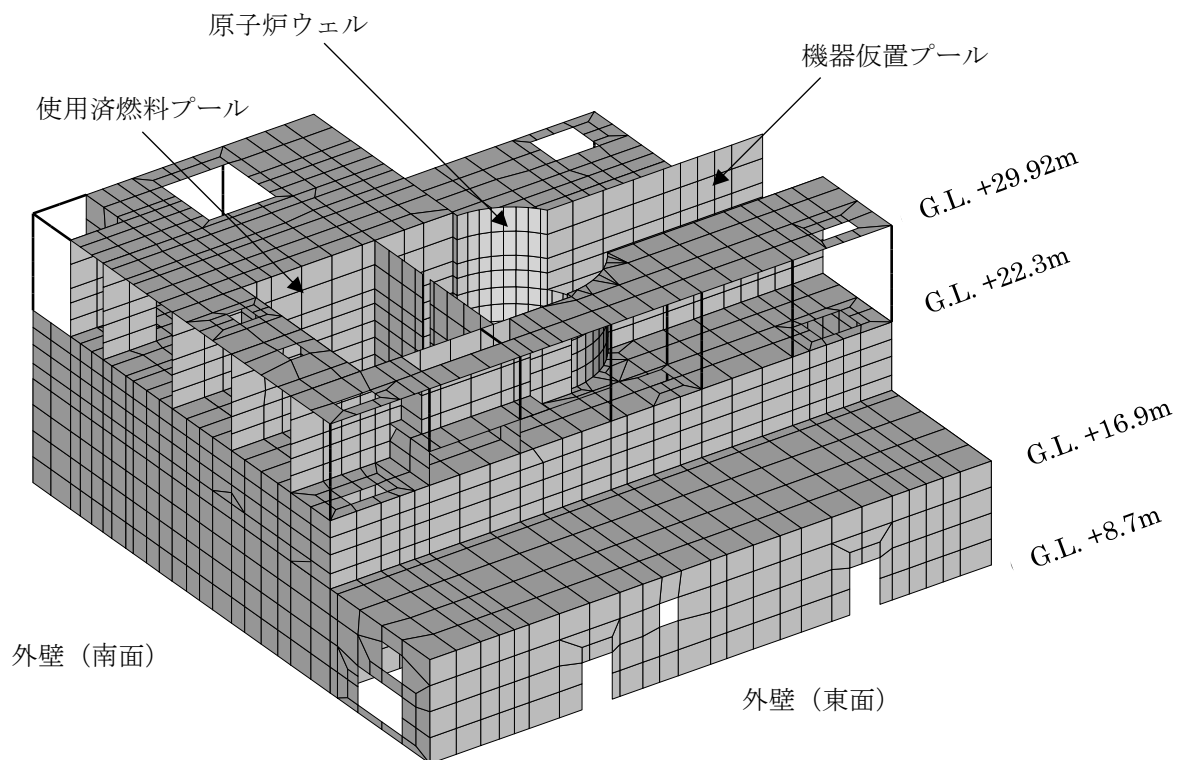 原子炉ウェル
機器仮置プール
使用済燃料プール
G.L. +29.92m
G.L. +22.3m
G.L. +16.9m
G.L. +8.7m
外壁（南面）
外壁（東面）